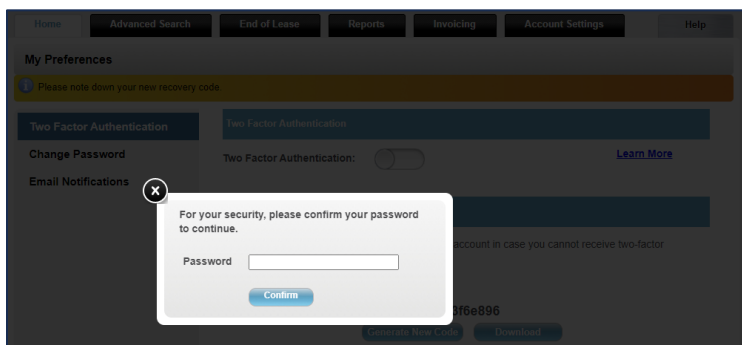 Home Advanced Search End of Lease Reports Invoicing Account Settings Help
My Preferences
Please note down your new recovery code.
Two Factor Authentication
Change Password
Email Notifications
Two Factor Authentication
Two Factor Authentication:
Learn More
For your security, please confirm your password
to continue.
Password
Confirm
account in case you cannot receive two-factor
3f6e896
Generate New Code Download